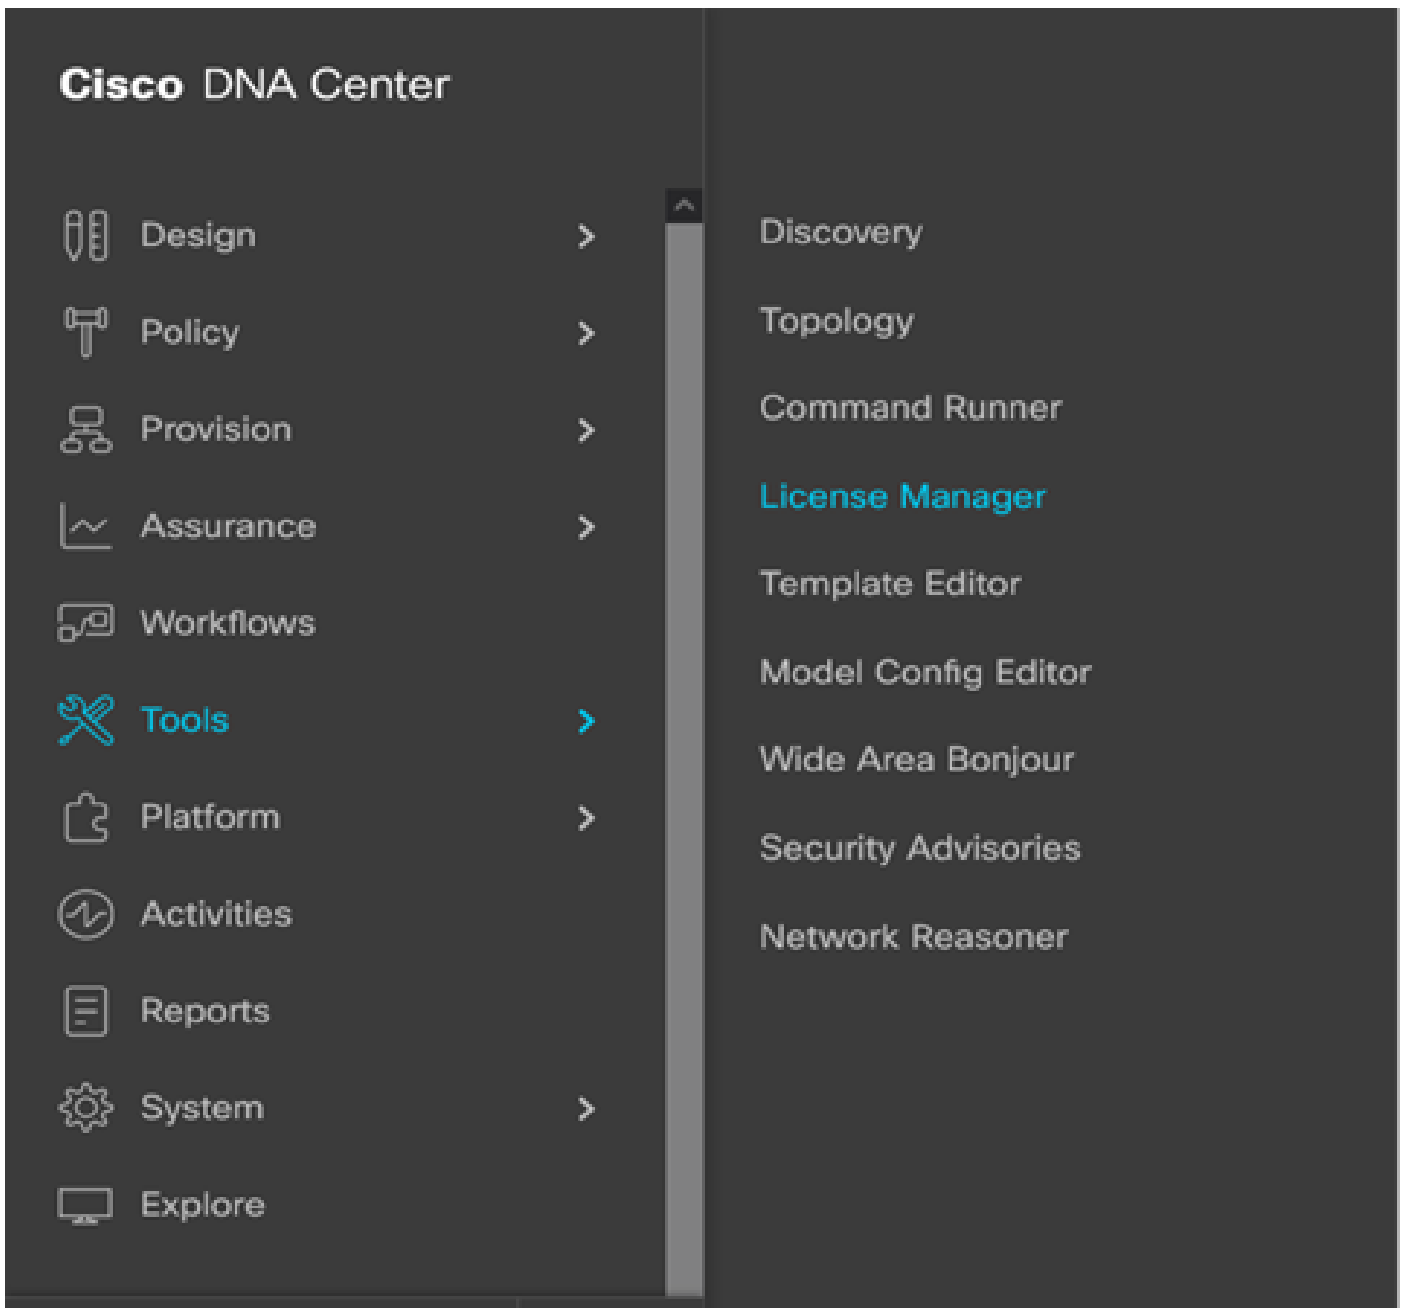 Cisco DNA Center
Design
Policy
Provision
Assurance
Workflows
Tools
Platform
Activities
Reports
System
Explore
Discovery
Topology
Command Runner
License Manager
Template Editor
Model Config Editor
Wide Area Bonjour
Security Advisories
Network Reasoner